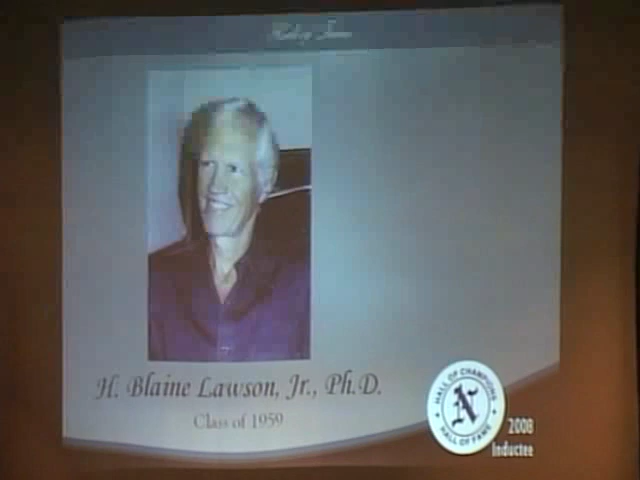 Hall of Fame
H. Blaine Lawson, Jr., Ph.D.
Class of 1959
HALL OF CHAMPIONS
N
HALL OF FAME
2008
Inductee